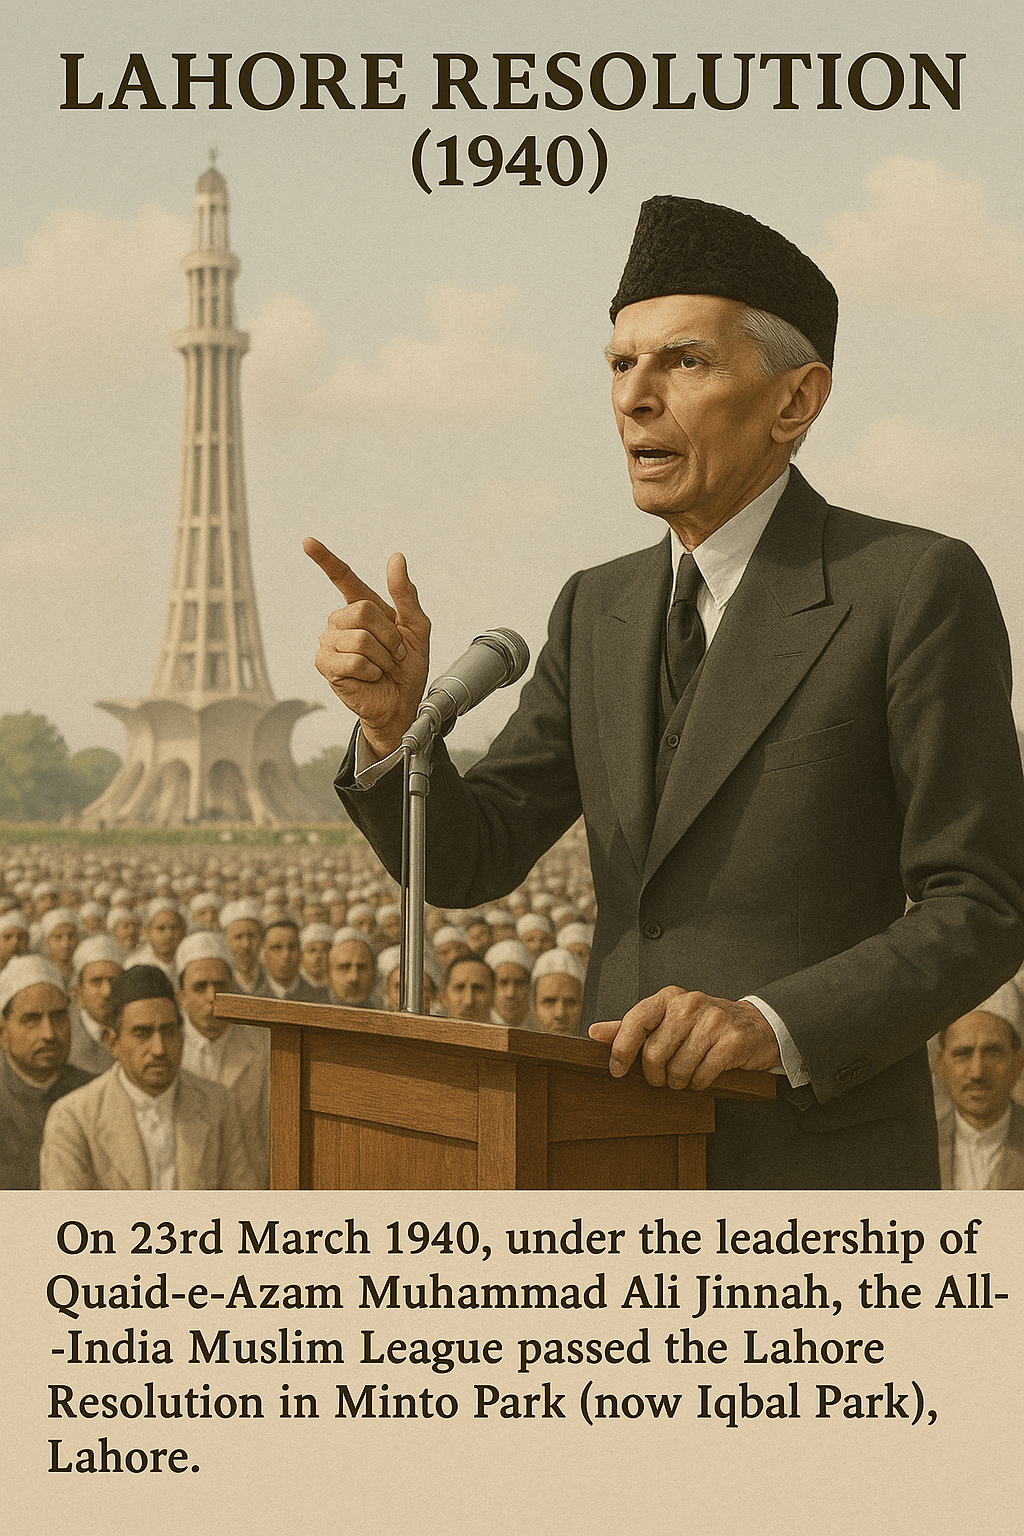 LAHORE RESOLUTION
(1940)
On 23rd March 1940, under the leadership of
Quaid-e-Azam Muhammad Ali Jinnah, the All-
-India Muslim League passed the Lahore
Resolution in Minto Park (now Iqbal Park),
Lahore.